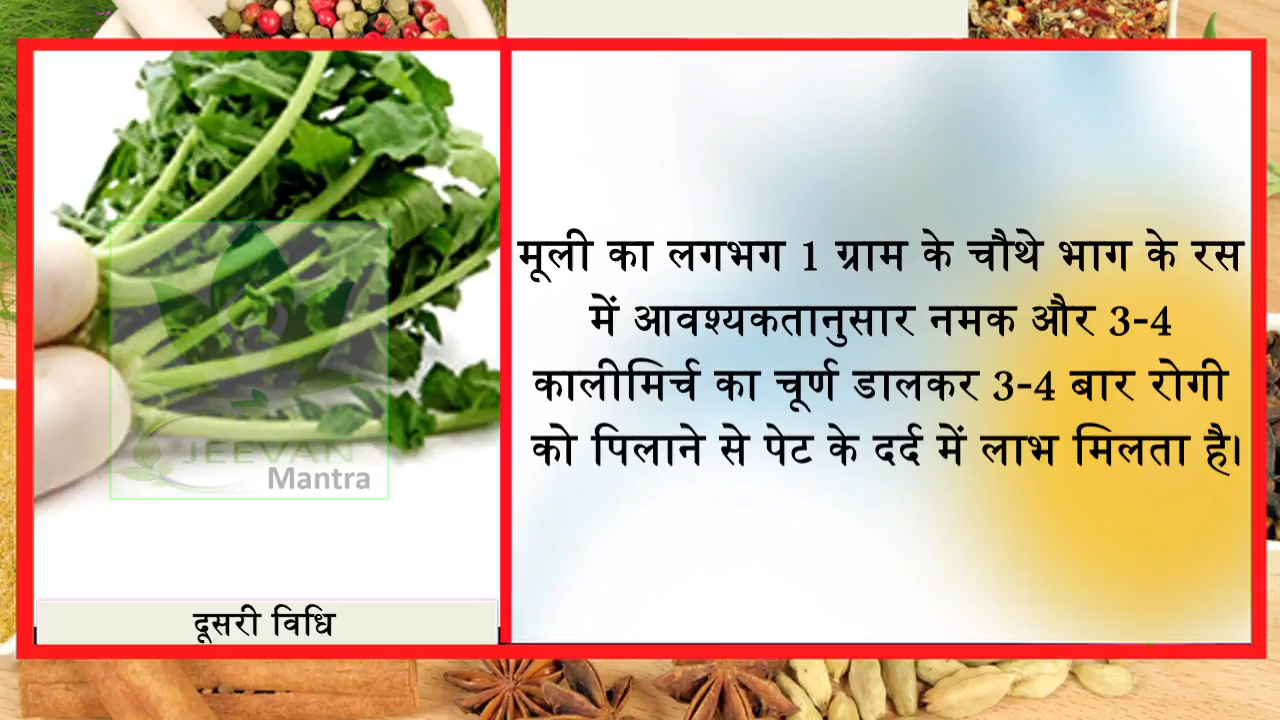 मूली का लगभग 1 ग्राम के चौथे भाग के रस
में आवश्यकतानुसार नमक और 3-4
कालीमिर्च का चूर्ण डालकर 3-4 बार रोगी
को पिलाने से पेट के दर्द में लाभ मिलता है।
JEEVAN
Mantra
दूसरी विधि